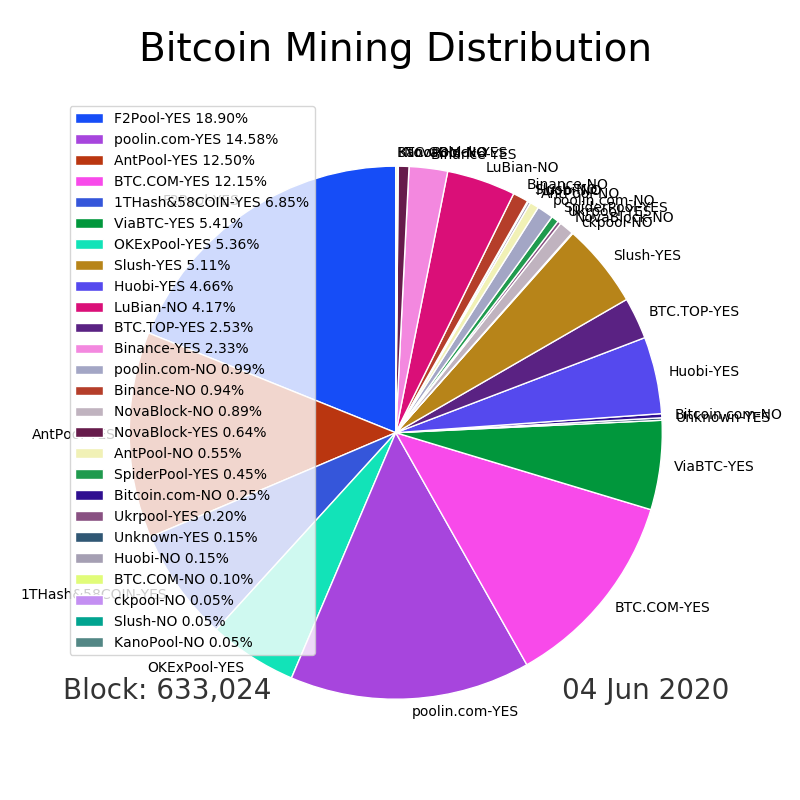 Bitcoin Mining Distribution
F2Pool-YES 18.90%
poolin.com-YES 14.58%
AntPool-YES 12.50%
BTC.COM-YES 12.15%
1THash&58COIN-YES 6.85%
ViaBTC-YES 5.41%
OKExPool-YES 5.36%
Slush-YES 5.11%
Huobi-YES 4.66%
LuBian-NO 4.17%
BTC.TOP-YES 2.53%
Binance-YES 2.33%
poolin.com-NO 0.99%
Binance-NO 0.94%
NovaBlock-NO 0.89%
NovaBlock-YES 0.64%
AntPool-NO 0.55%
SpiderPool-YES 0.45%
Bitcoin.com-NO 0.25%
Ukrpool-YES 0.20%
Unknown-YES 0.15%
Huobi-NO 0.15%
BTC.COM-NO 0.10%
ckpool-NO 0.05%
Slush-NO 0.05%
KanoPool-NO 0.05%
Binance-YES
LuBian-NO
Binance-NO
poolin.com-NO
SpiderPool-YES
NovaBlock-NO
ckpool-NO
Slush-YES
BTC.TOP-YES
Huobi-YES
Bitcoin.com-NO
Unknown-YES
ViaBTC-YES
BTC.COM-YES
poolin.com-YES
OKExPool-YES
1THash&58COIN-YES
Block: 633,024
04 Jun 2020